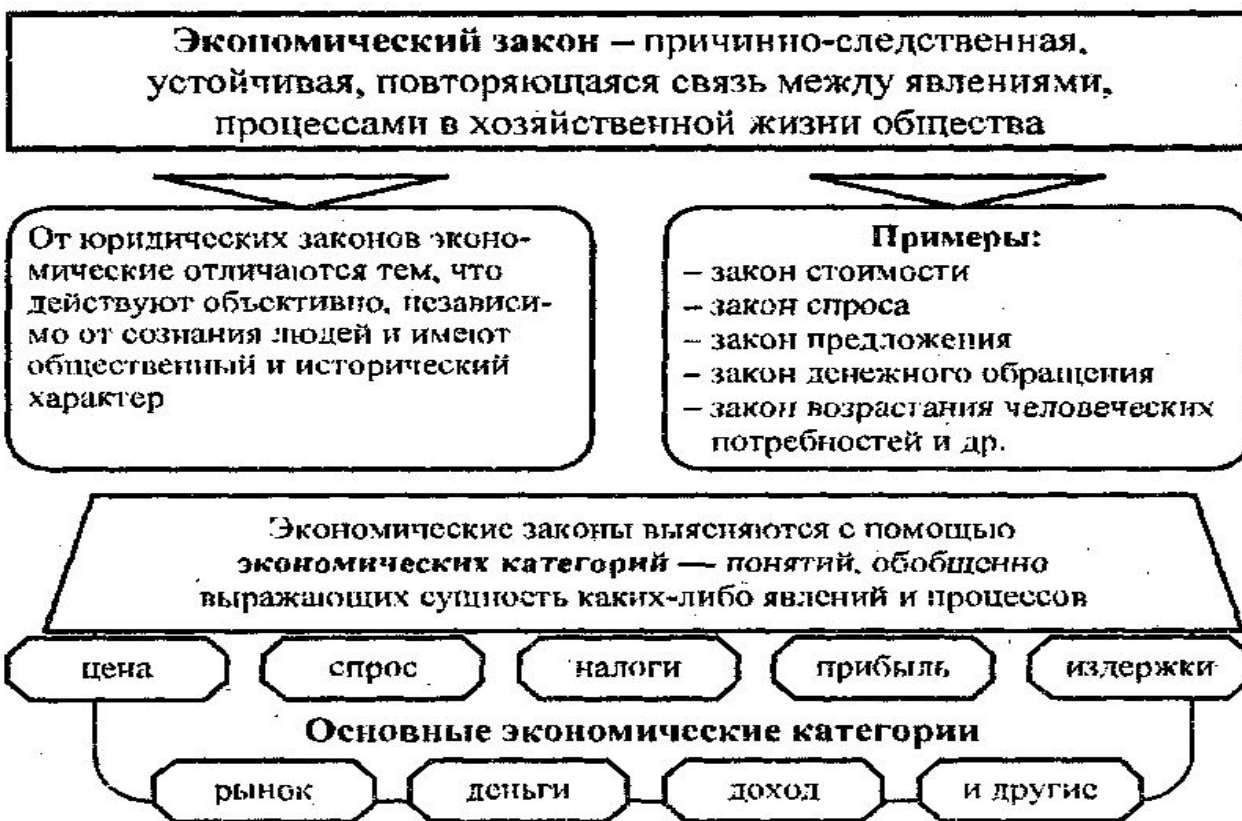 Экономический закон – причинно-следственная,
устойчивая, повторяющаяся связь между явлениями,
процессами в хозяйственной жизни общества
От юридических законов эконо-
мические отличаются тем, что
действуют объективно, независи-
мо от сознания людей и имеют
общественный и исторический
характер
Примеры:
– закон стоимости
– закон спроса
– закон предложения
– закон денежного обращения
– закон возрастания человеческих
потребностей и др.
Экономические законы выясняются с помощью
экономических категорий — понятий, обобщенно
выражающих сущность каких-либо явлений и процессов
цена
спрос
налоги
прибыль
издержки
Основные экономические категории
рынок
деньги
доход
и другие